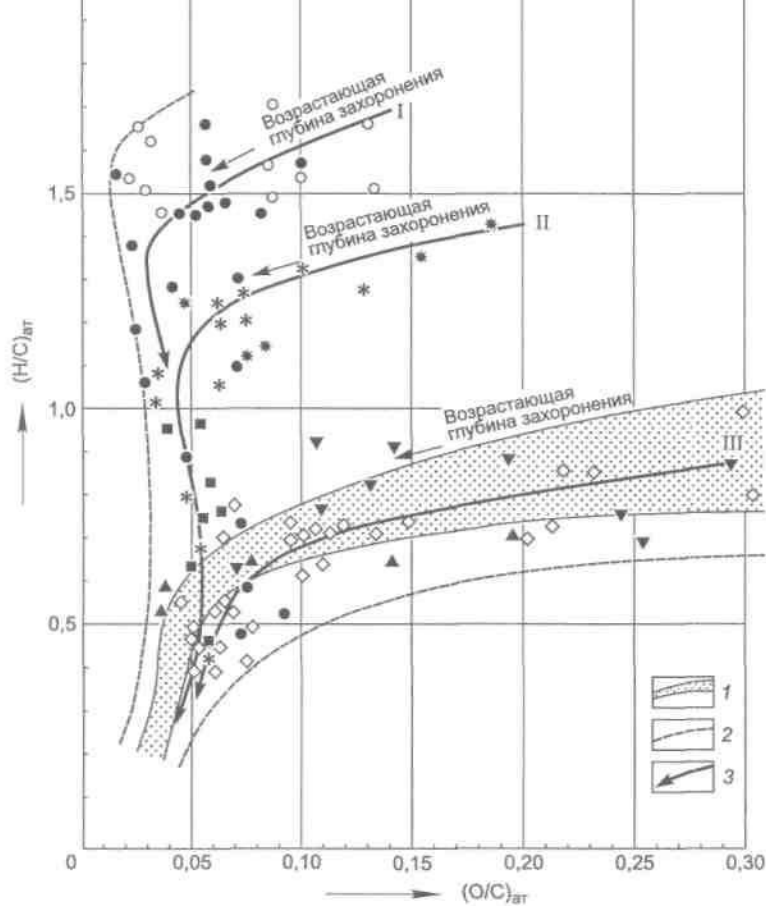 Возрастающая
глубина захоронения
I
1,5
Возрастающая
глубина захоронения
II
(H/C)ат
1,0
Возрастающая
глубина захоронения
III
0,5
1
2
3
0
0,05
0,10
0,15
0,20
0,25
0,30
(O/C)ат